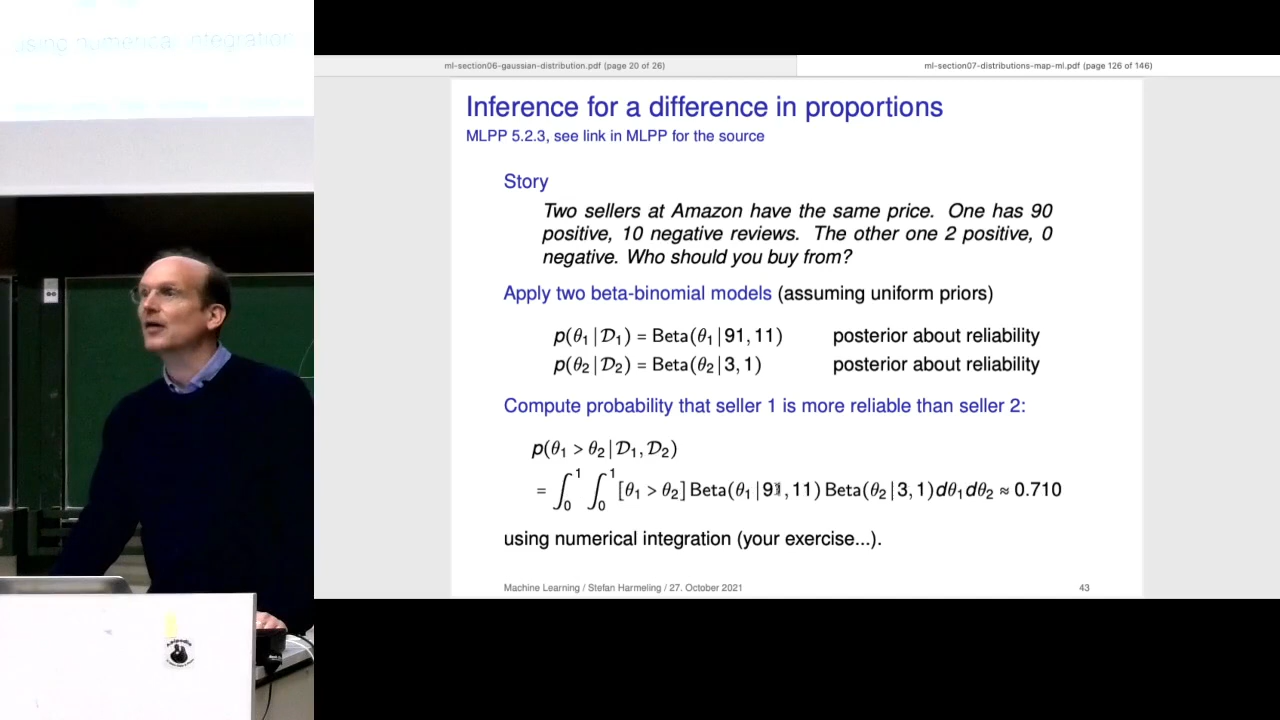 using numerical integration
ml-section06-gaussian-distribution.pdf (page 20 of 26)
ml-section07-distributions-map-ml.pdf (page 126 of 146)
Inference for a difference in proportions
MLPP 5.2.3, see link in MLPP for the source
Story
Two sellers at Amazon have the same price. One has 90
positive, 10 negative reviews. The other one 2 positive, 0
negative. Who should you buy from?
Apply two beta-binomial models (assuming uniform priors)
p(θ₁ | D₁) = Beta(θ₁ | 91, 11) posterior about reliability
p(θ₂ | D₂) = Beta(θ₂ | 3, 1) posterior about reliability
Compute probability that seller 1 is more reliable than seller 2:
p(θ₁ > θ₂ | D₁, D₂)
= ∫₀¹ ∫₀¹ [θ₁ > θ₂] Beta(θ₁ | 91, 11) Beta(θ₂ | 3, 1) dθ₁ dθ₂ ≈ 0.710
using numerical integration (your exercise...).
Machine Learning / Stefan Harmeling / 27. October 2021 43